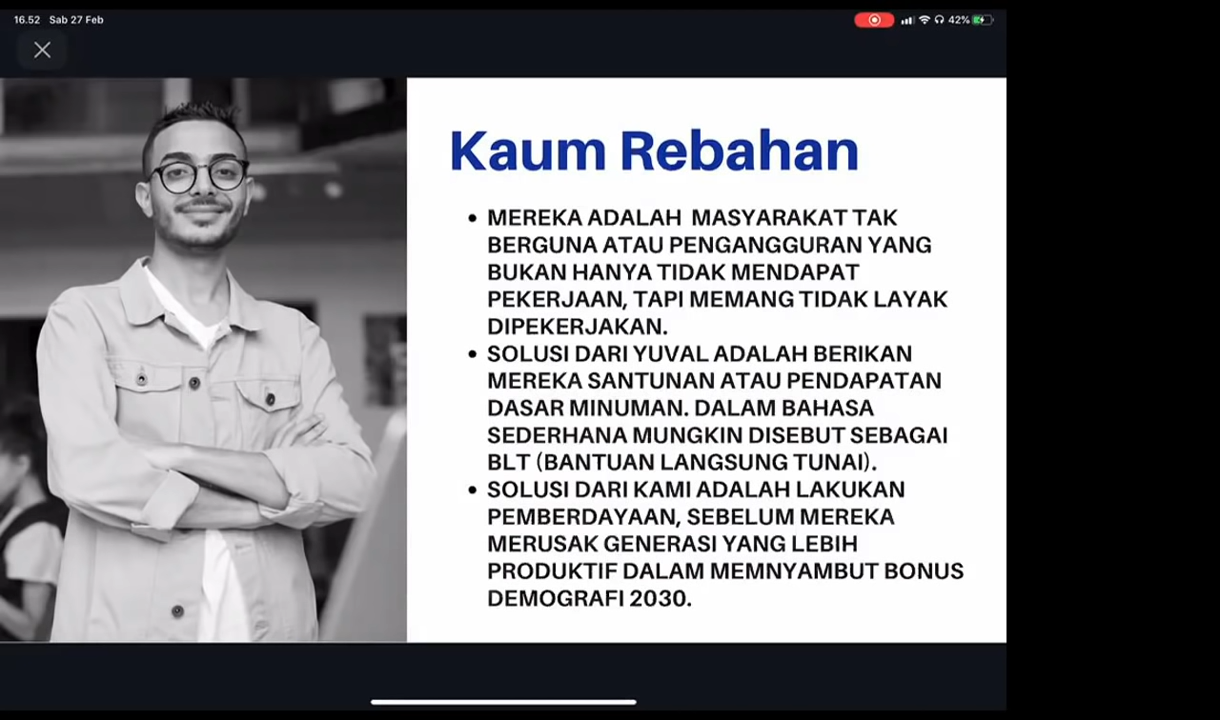 16.52 Sab 27 Feb
42%
Kaum Rebahan
• MEREKA ADALAH MASYARAKAT TAK
BERGUNA ATAU PENGANGGURAN YANG
BUKAN HANYA TIDAK MENDAPAT
PEKERJAAN, TAPI MEMANG TIDAK LAYAK
DIPEKERJAKAN.
• SOLUSI DARI YUVAL ADALAH BERIKAN
MEREKA SANTUNAN ATAU PENDAPATAN
DASAR MINUMAN. DALAM BAHASA
SEDERHANA MUNGKIN DISEBUT SEBAGAI
BLT (BANTUAN LANGSUNG TUNAI).
• SOLUSI DARI KAMI ADALAH LAKUKAN
PEMBERDAYAAN, SEBELUM MEREKA
MERUSAK GENERASI YANG LEBIH
PRODUKTIF DALAM MEMNYAMBUT BONUS
DEMOGRAFI 2030.